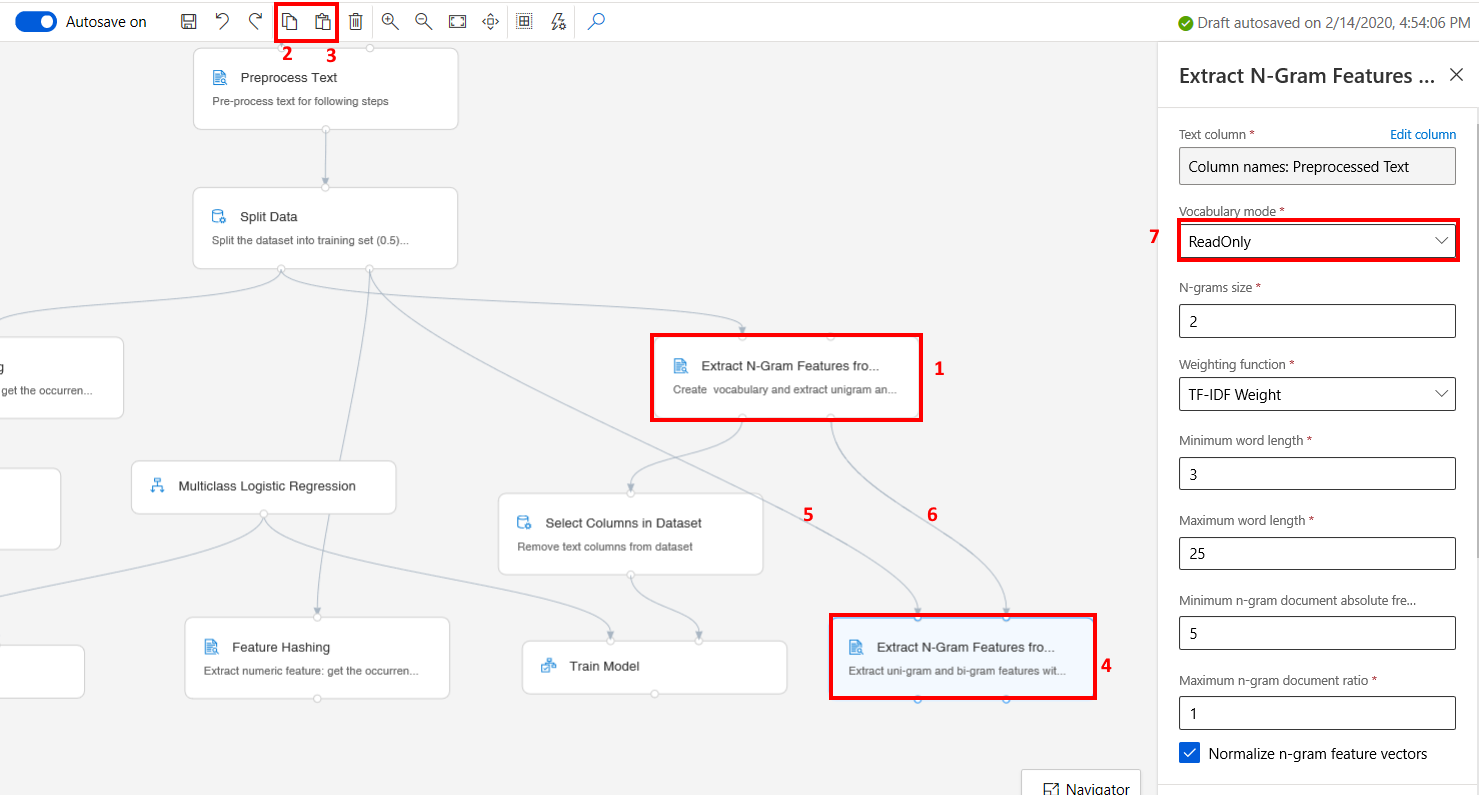 Autosave on
Draft autosaved on 2/14/2020, 4:54:06 PM
2
3
Preprocess Text
Pre-process text for following steps
Split Data
Split the dataset into training set (0.5)...
g
get the occurren...
Extract N-Gram Features fro...
Create vocabulary and extract unigram an...
1
Multiclass Logistic Regression
Select Columns in Dataset
Remove text columns from dataset
5
6
Feature Hashing
Extract numeric feature: get the occurren...
Train Model
Extract N-Gram Features fro...
Extract uni-gram and bi-gram features wit...
4
Navigator
Extract N-Gram Features ...
Text column *
Edit column
Column names: Preprocessed Text
Vocabulary mode *
7
ReadOnly
N-grams size *
2
Weighting function *
TF-IDF Weight
Minimum word length *
3
Maximum word length *
25
Minimum n-gram document absolute fre...
5
Maximum n-gram document ratio *
1
Normalize n-gram feature vectors